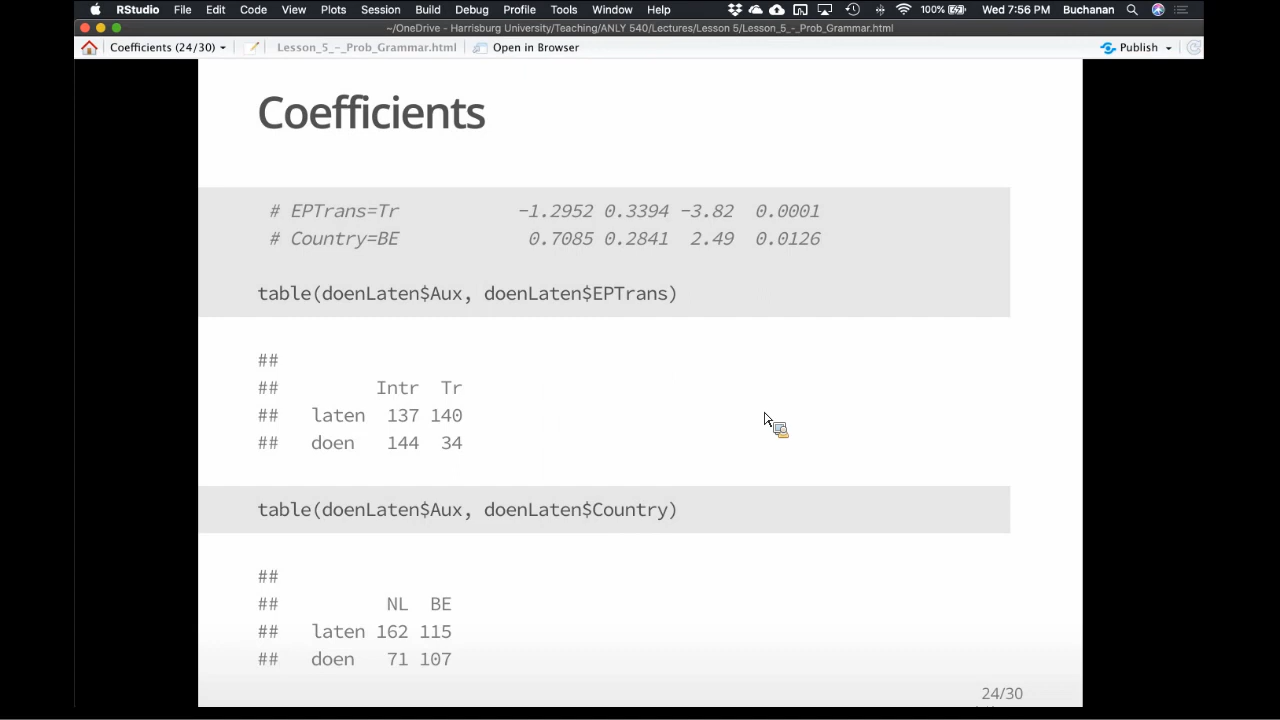 RStudio File Edit Code View Plots Session Build Debug Profile Tools Window Help 100% Wed 7:56 PM Buchanan
~/OneDrive - Harrisburg University/Teaching/ANLY 540/Lectures/Lesson 5/Lesson_5_-_Prob_Grammar.html
Coefficients (24/30) Lesson_5_-_Prob_Grammar.html Open in Browser Publish
Coefficients
# EPTrans=Tr -1.2952 0.3394 -3.82 0.0001
# Country=BE 0.7085 0.2841 2.49 0.0126
table(doenLaten$Aux, doenLaten$EPTrans)
##
## Intr Tr
## laten 137 140
## doen 144 34
table(doenLaten$Aux, doenLaten$Country)
##
## NL BE
## laten 162 115
## doen 71 107
24/30